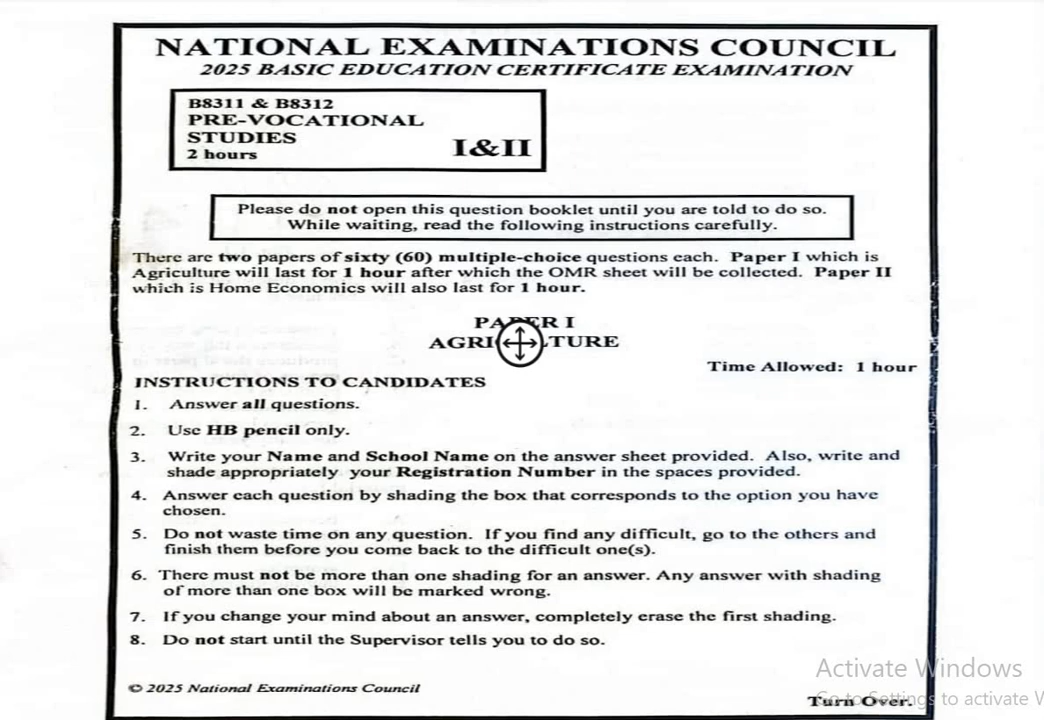 NATIONAL EXAMINATIONS COUNCIL
2025 BASIC EDUCATION CERTIFICATE EXAMINATION
B8311 & B8312
PRE-VOCATIONAL
STUDIES
2 hours
I&II
Please do not open this question booklet until you are told to do so.
While waiting, read the following instructions carefully.
There are two papers of sixty (60) multiple-choice questions each. Paper I which is
Agriculture will last for 1 hour after which the OMR sheet will be collected. Paper II
which is Home Economics will also last for 1 hour.
PAPER I
Time Allowed: 1 hour
INSTRUCTIONS TO CANDIDATES
1. Answer all questions.
2. Use HB pencil only.
3. Write your Name and School Name on the answer sheet provided. Also, write and
shade appropriately your Registration Number in the spaces provided.
4. Answer each question by shading the box that corresponds to the option you have
chosen.
5. Do not waste time on any question. If you find any difficult, go to the others and
finish them before you come back to the difficult one(s).
6. There must not be more than one shading for an answer. Any answer with shading
of more than one box will be marked wrong.
7. If you change your mind about an answer, completely erase the first shading.
8. Do not start until the Supervisor tells you to do so.
Activate Windows
© 2025 National Examinations Council
Go to Settings to activate
Turn Over.